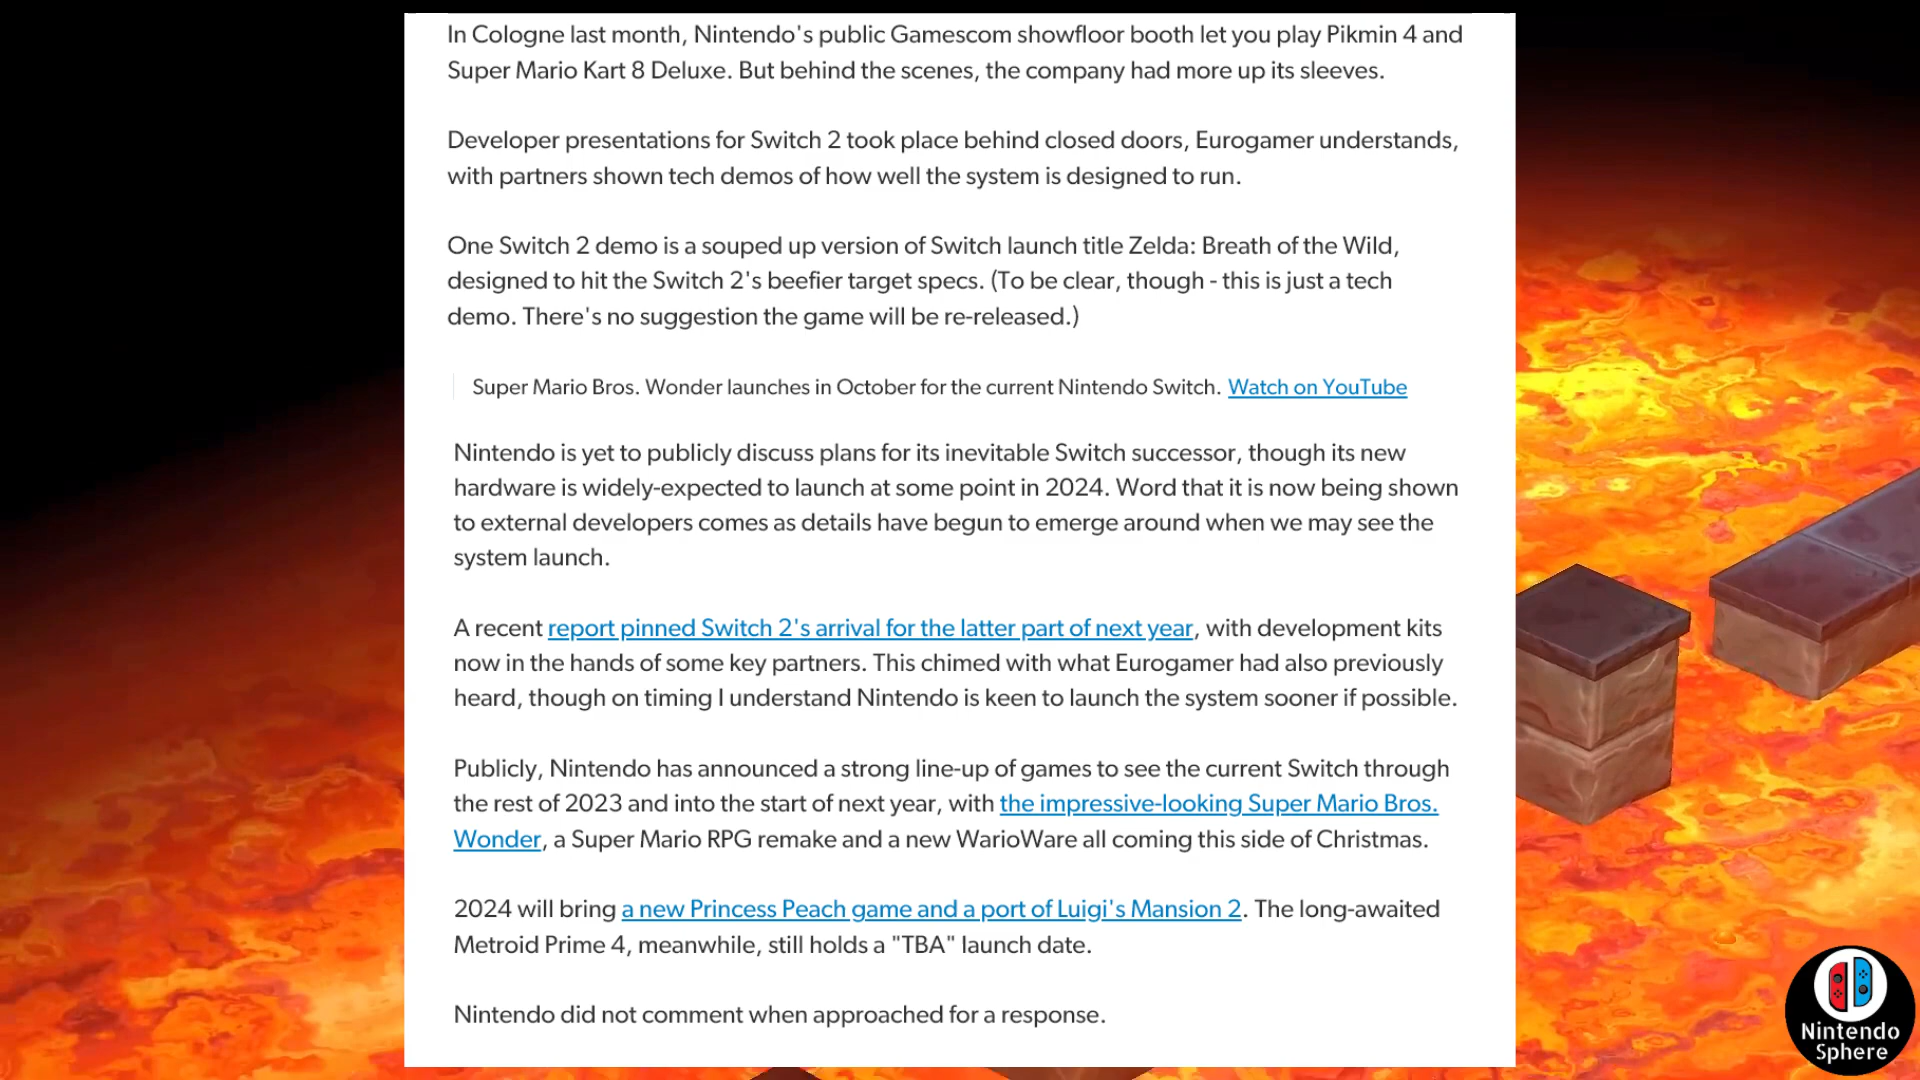 In Cologne last month, Nintendo's public Gamescom showfloor booth let you play Pikmin 4 and
Super Mario Kart 8 Deluxe. But behind the scenes, the company had more up its sleeves.
Developer presentations for Switch 2 took place behind closed doors, Eurogamer understands,
with partners shown tech demos of how well the system is designed to run.
One Switch 2 demo is a souped up version of Switch launch title Zelda: Breath of the Wild,
designed to hit the Switch 2's beefier target specs. (To be clear, though - this is just a tech
demo. There's no suggestion the game will be re-released.)
Super Mario Bros. Wonder launches in October for the current Nintendo Switch. Watch on YouTube
Nintendo is yet to publicly discuss plans for its inevitable Switch successor, though its new
hardware is widely-expected to launch at some point in 2024. Word that it is now being shown
to external developers comes as details have begun to emerge around when we may see the
system launch.
A recent report pinned Switch 2's arrival for the latter part of next year, with development kits
now in the hands of some key partners. This chimed with what Eurogamer had also previously
heard, though on timing I understand Nintendo is keen to launch the system sooner if possible.
Publicly, Nintendo has announced a strong line-up of games to see the current Switch through
the rest of 2023 and into the start of next year, with the impressive-looking Super Mario Bros.
Wonder, a Super Mario RPG remake and a new WarioWare all coming this side of Christmas.
2024 will bring a new Princess Peach game and a port of Luigi's Mansion 2. The long-awaited
Metroid Prime 4, meanwhile, still holds a "TBA" launch date.
Nintendo did not comment when approached for a response.
Nintendo
Sphere